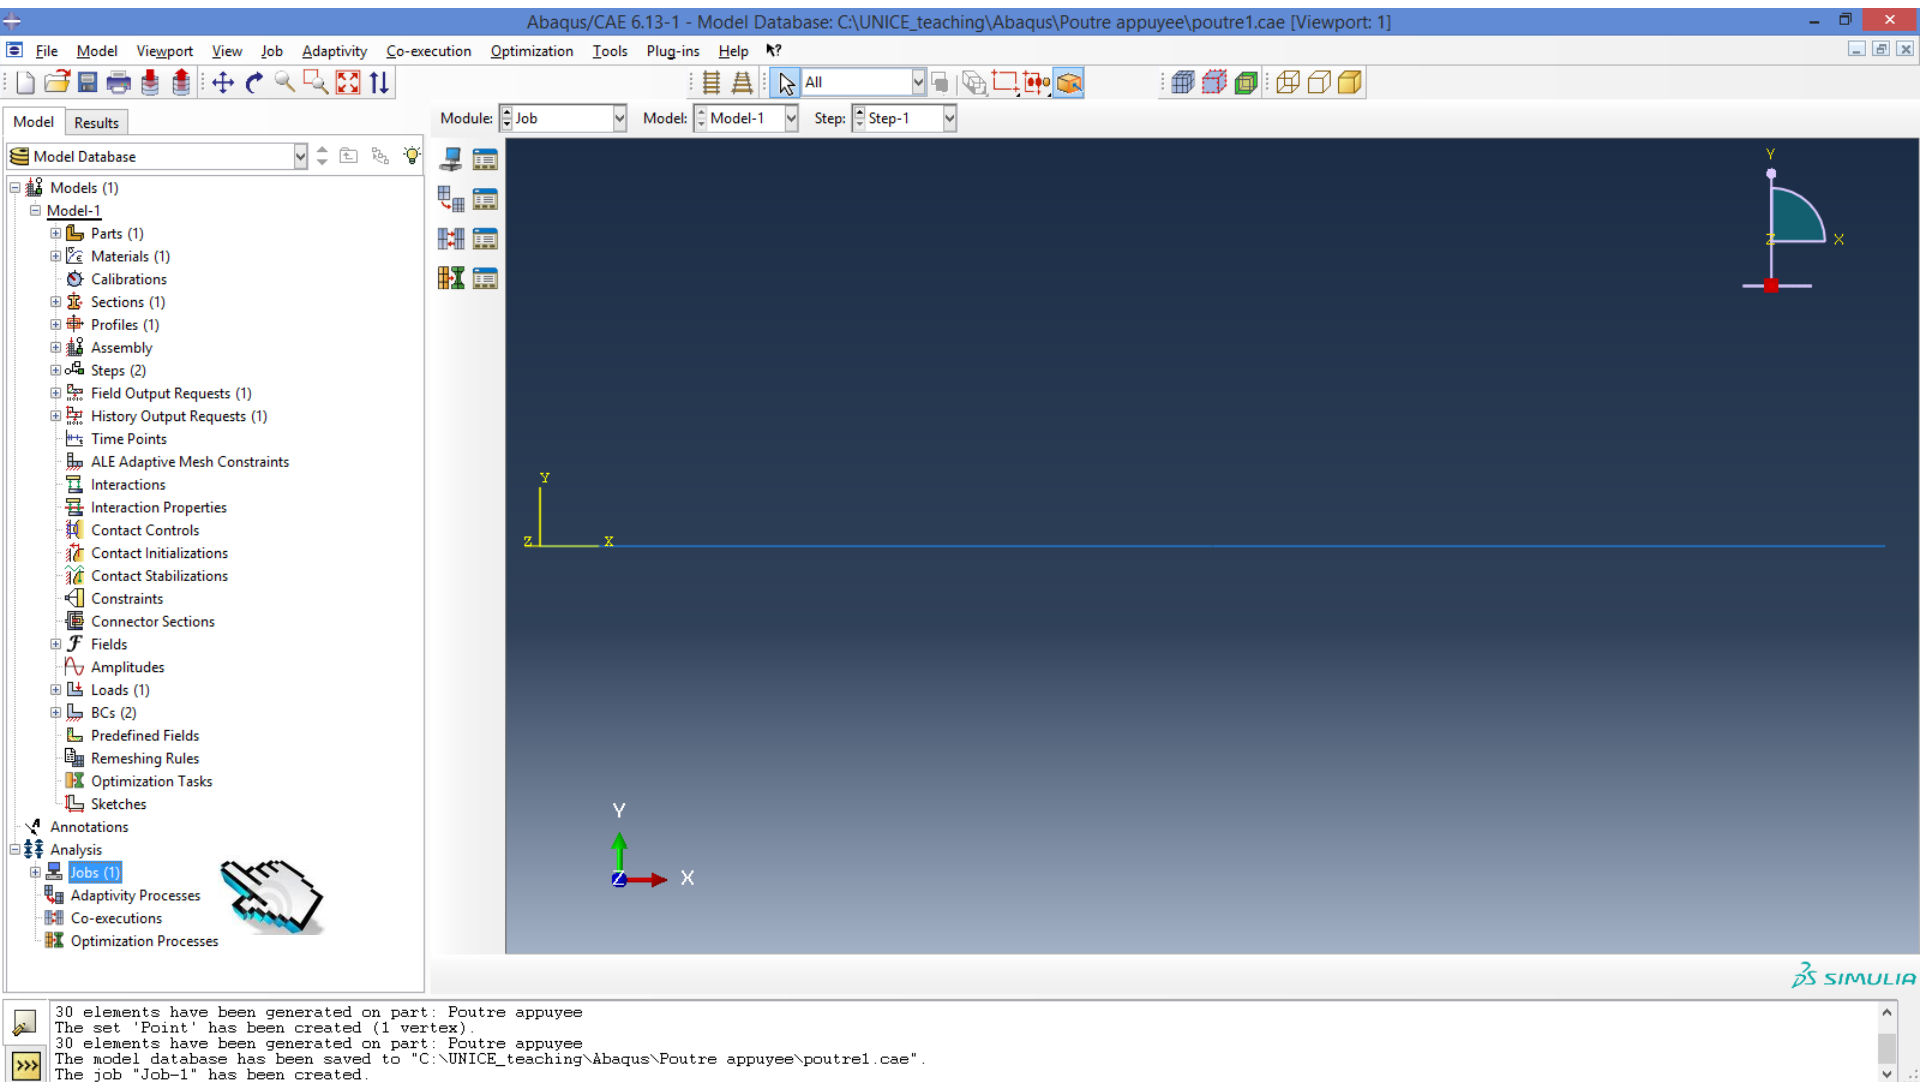 Abaqus/CAE 6.13-1 - Model Database: C:\UNICE_teaching\Abaqus\Poutre appuyee\poutre1.cae [Viewport: 1]
File Model Viewport View Job Adaptivity Co-execution Optimization Tools Plug-ins Help
All
Model Results
Module: Job Model: Model-1 Step: Step-1
Model Database
Models (1)
Model-1
Parts (1)
Materials (1)
Calibrations
Sections (1)
Profiles (1)
Assembly
Steps (2)
Field Output Requests (1)
History Output Requests (1)
Time Points
ALE Adaptive Mesh Constraints
Interactions
Interaction Properties
Contact Controls
Contact Initializations
Contact Stabilizations
Constraints
Connector Sections
Fields
Amplitudes
Loads (1)
BCs (2)
Predefined Fields
Remeshing Rules
Optimization Tasks
Sketches
Annotations
Analysis
Jobs (1)
Adaptivity Processes
Co-executions
Optimization Processes
Y
Z X
Y
Z X
Y
Z X
SIMULIA
30 elements have been generated on part: Poutre appuyee
The set 'Point' has been created (1 vertex).
30 elements have been generated on part: Poutre appuyee
The model database has been saved to "C:\UNICE_teaching\Abaqus\Poutre appuyee\poutre1.cae".
The job "Job-1" has been created.